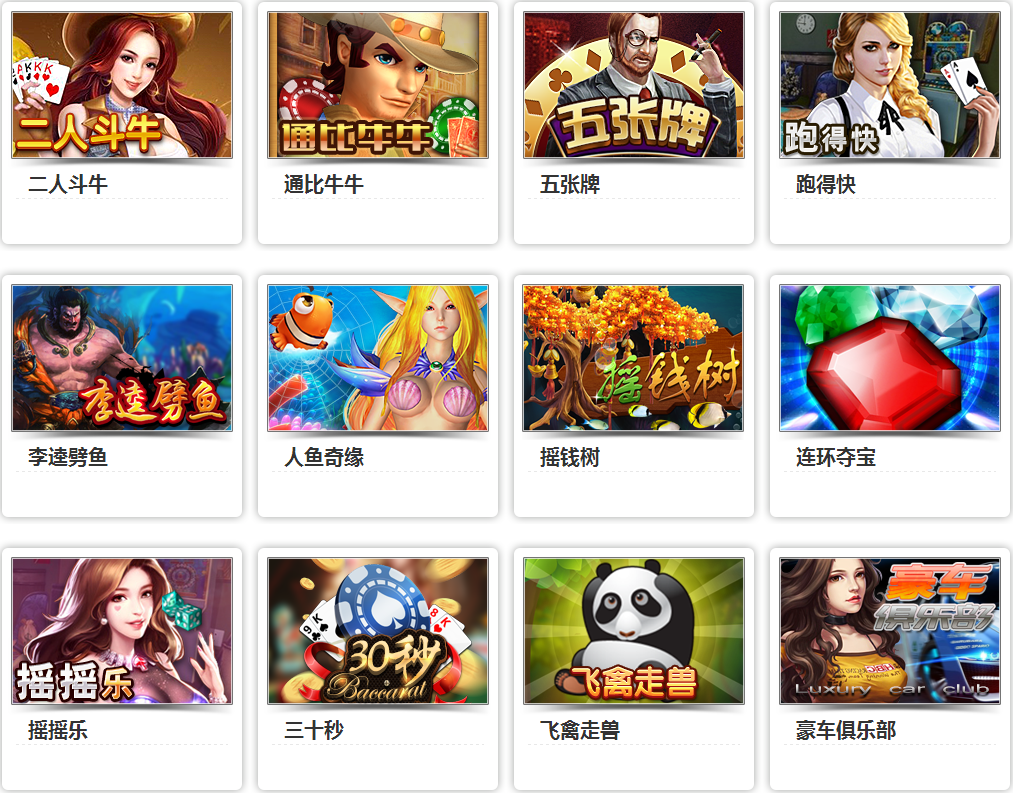 二人斗牛
二人斗牛
通比牛牛
通比牛牛
五张牌
五张牌
跑得快
跑得快
李逵劈鱼
李逵劈鱼
人鱼奇缘
摇钱树
摇钱树
连环夺宝
摇摇乐
摇摇乐
30秒
Baccarat
三十秒
飞禽走兽
飞禽走兽
豪车
俱乐部
Luxury car club
豪车俱乐部